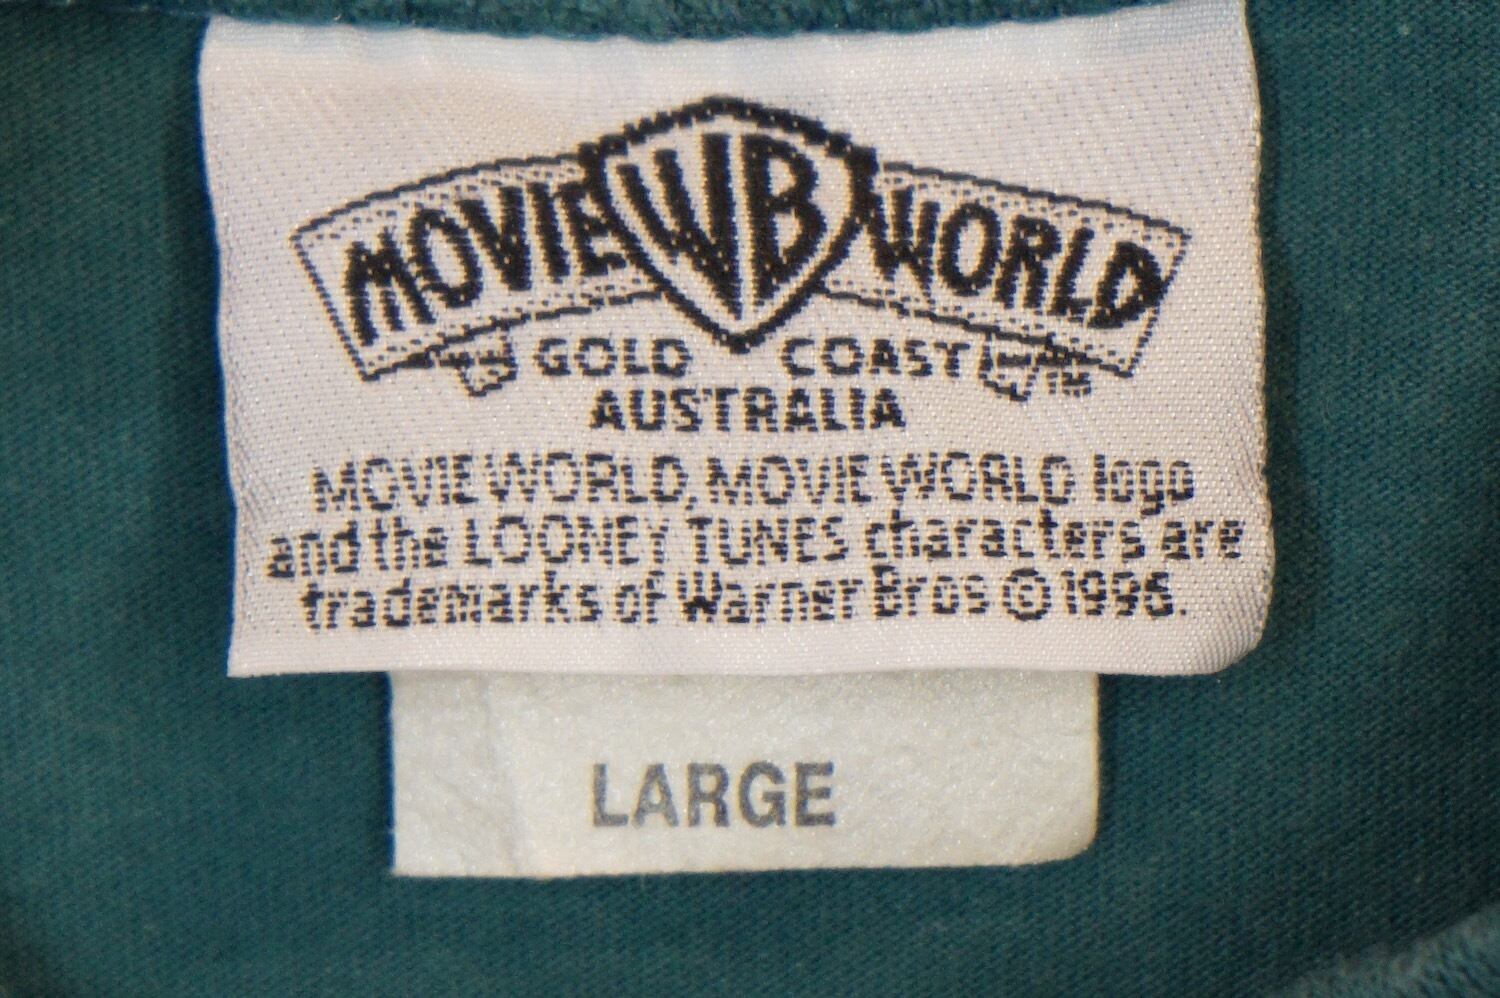 MOVIE WB WORLD
GOLD COAST
AUSTRALIA
MOVIE WORLD, MOVIE WORLD logo
and the LOONEY TUNES characters are
trademarks of Warner Bros © 1996.
LARGE